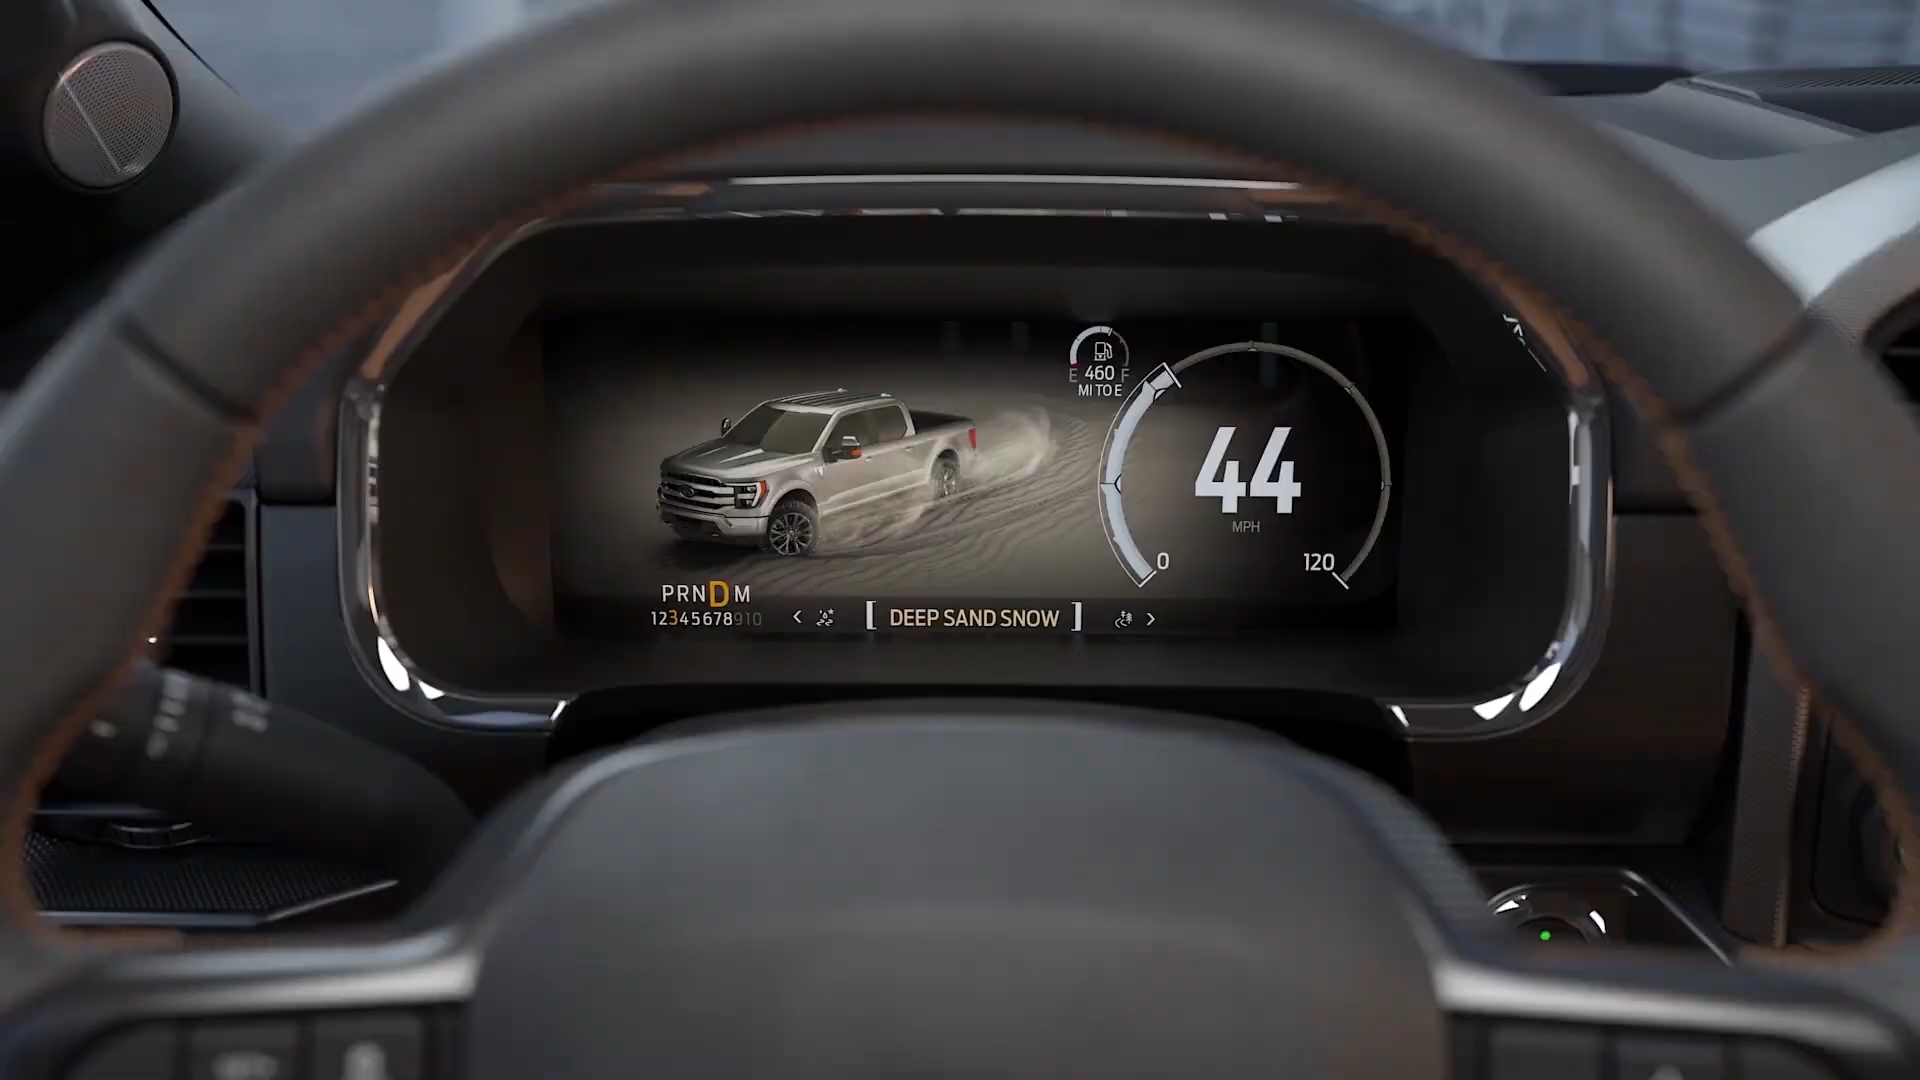 E 460 F
MI TO E
44
MPH
0
120
PRNDM
12345678910
< [ DEEP SAND SNOW ] >